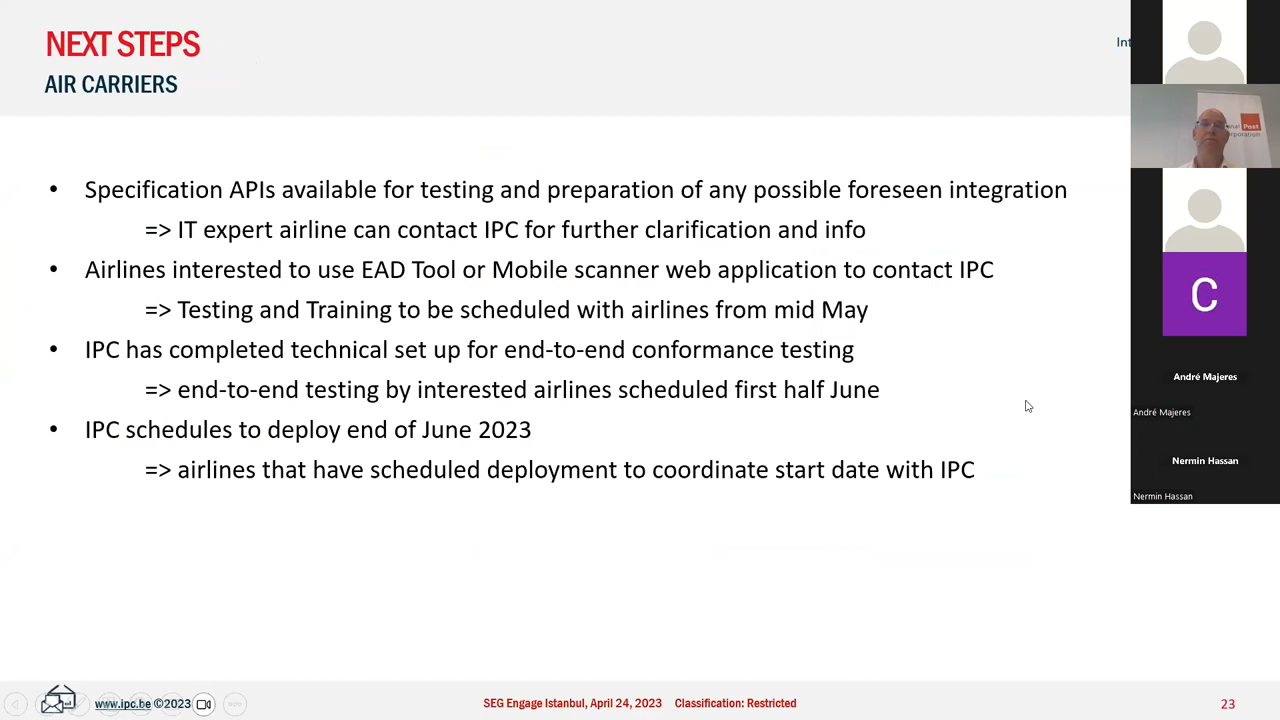 NEXT STEPS
AIR CARRIERS
Int
• Specification APIs available for testing and preparation of any possible foreseen integration
=> IT expert airline can contact IPC for further clarification and info
• Airlines interested to use EAD Tool or Mobile scanner web application to contact IPC
=> Testing and Training to be scheduled with airlines from mid May
• IPC has completed technical set up for end-to-end conformance testing
=> end-to-end testing by interested airlines scheduled first half June
• IPC schedules to deploy end of June 2023
=> airlines that have scheduled deployment to coordinate start date with IPC
Post
C
André Majeres
André Majeres
Nermin Hassan
Nermin Hassan
www.ipc.be ©2023
SEG Engage Istanbul, April 24, 2023 Classification: Restricted
23